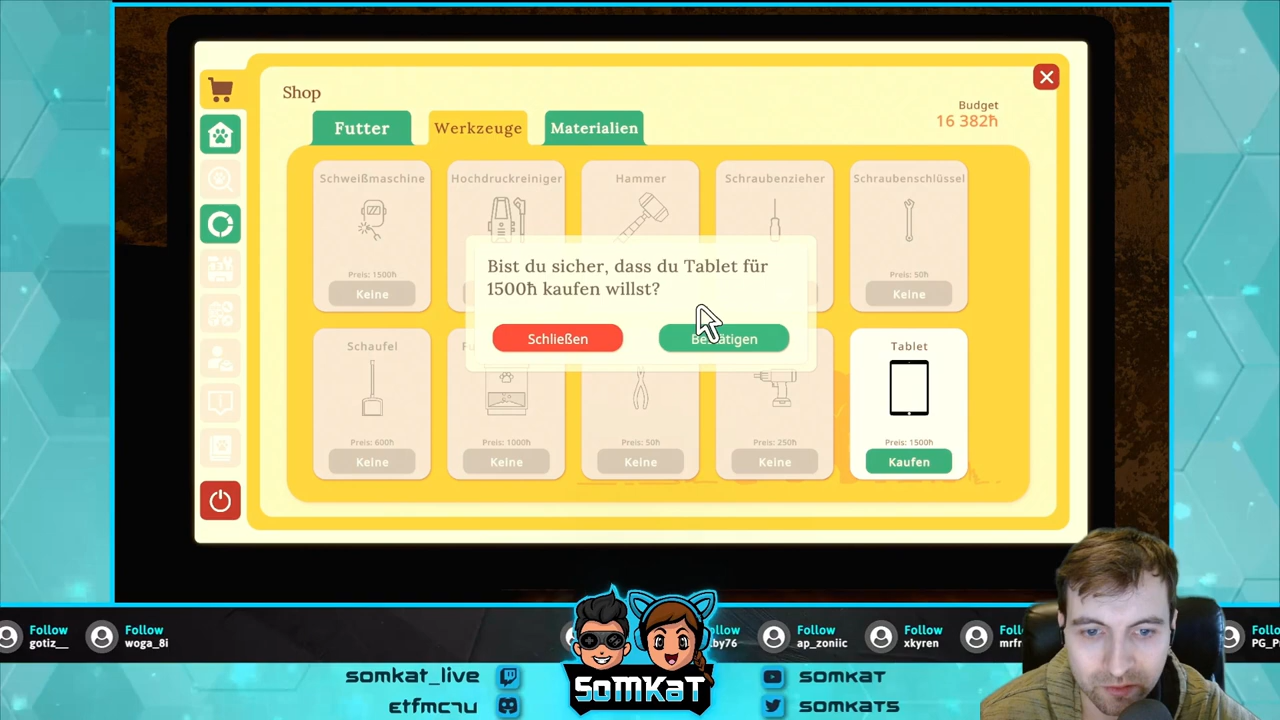 Shop
Budget
16 382ħ
Futter
Werkzeuge
Materialien
Schweißmaschine
Hochdruckreiniger
Hammer
Schraubenzieher
Schraubenschlüssel
Preis: 1500ħ
Preis: 50ħ
Keine
Keine
Bist du sicher, dass du Tablet für
1500ħ kaufen willst?
Schließen
Bestätigen
Schaufel
Tablet
Preis: 600ħ
Preis: 1000ħ
Preis: 50ħ
Preis: 250ħ
Preis: 1500ħ
Keine
Keine
Keine
Keine
Kaufen
Follow
gotiz__
Follow
woga_8i
Follow
ap_zoniic
Follow
xkyren
SOMKAT
somkat_live
SOMKAT
ETFMC7U
SOMKATS